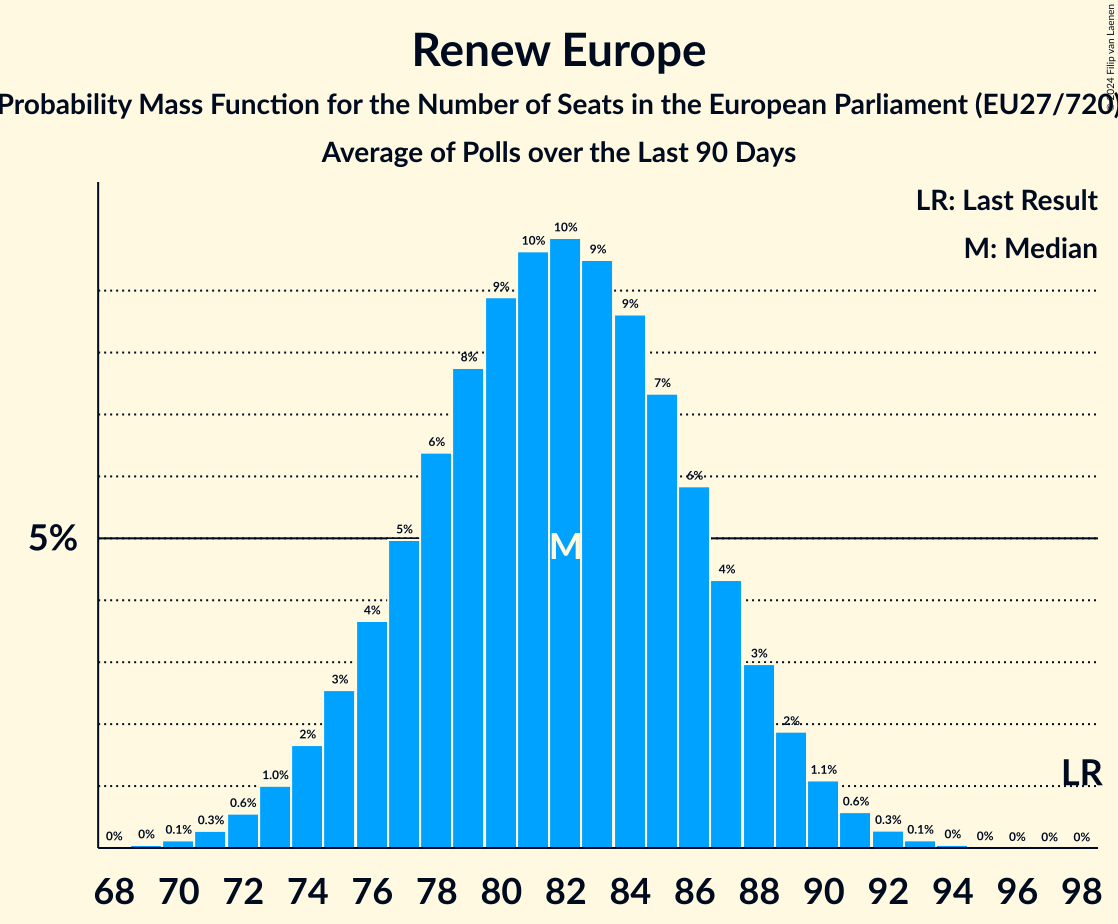 Renew Europe
Probability Mass Function for the Number of Seats in the European Parliament (EU27/720)
Average of Polls over the Last 90 Days
© 2024 Filip van Laenen
LR: Last Result
M: Median
0% 0% 0.1% 0.3% 0.6% 1.0% 2% 3% 4% 5% 6% 8% 9% 10% 10% 9% 9% 7% 6% 4% 3% 2% 1.1% 0.6% 0.3% 0.1% 0% 0% 0% 0% 0%
5%
M
LR
68 70 72 74 76 78 80 82 84 86 88 90 92 94 96 98